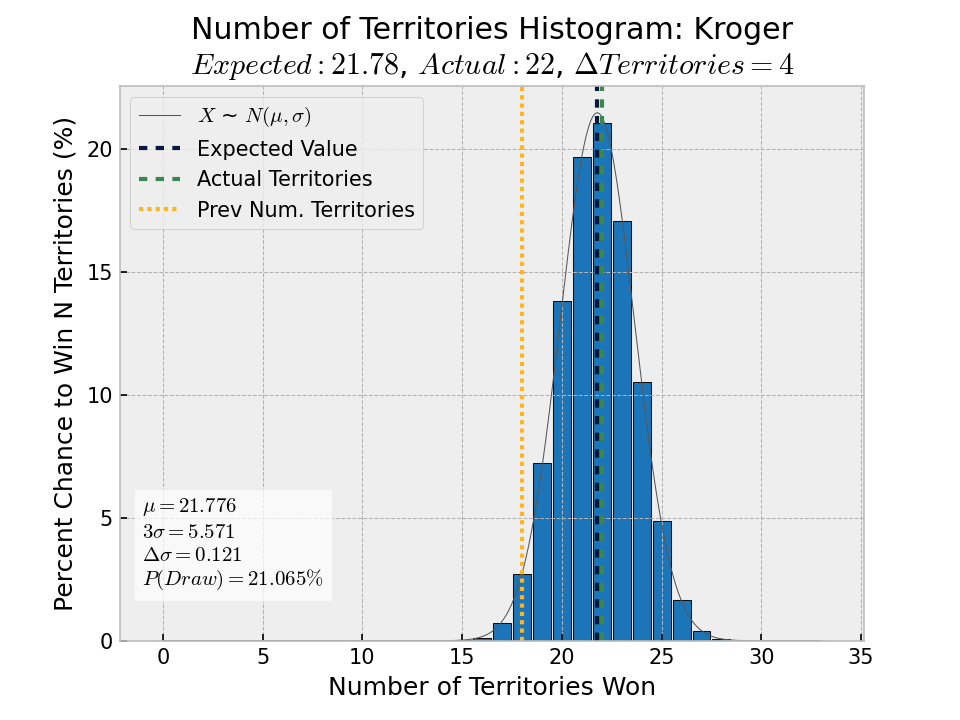 Number of Territories Histogram: Kroger
Expected : 21.78, Actual : 22, ΔTerritories = 4
X ~ N(μ, σ)
Expected Value
Actual Territories
Prev Num. Territories
Percent Chance to Win N Territories (%)
20
15
10
5
0
μ = 21.776
3σ = 5.571
Δσ = 0.121
P(Draw) = 21.065%
0 5 10 15 20 25 30 35
Number of Territories Won